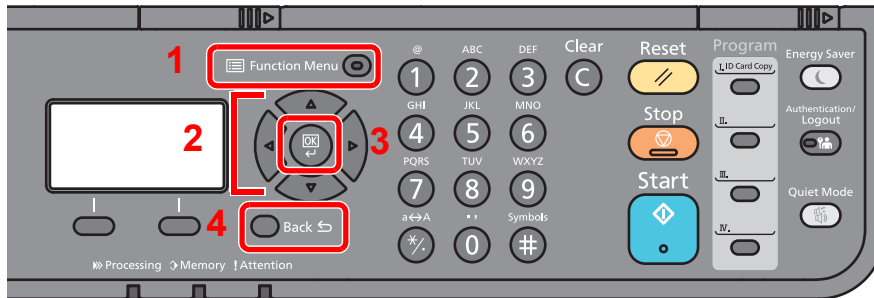 1
Function Menu
2
OK
3
4
Back
Processing Memory ! Attention
@
1
ABC
2
DEF
3
Clear
C
GHI
4
JKL
5
MNO
6
PQRS
7
TUV
8
WXYZ
9
a↔A
*/.
. ,
0
Symbols
#
Reset
Stop
Start
Program
I. ID Card Copy
II.
III.
IV.
Energy Saver
Authentication/
Logout
Quiet Mode